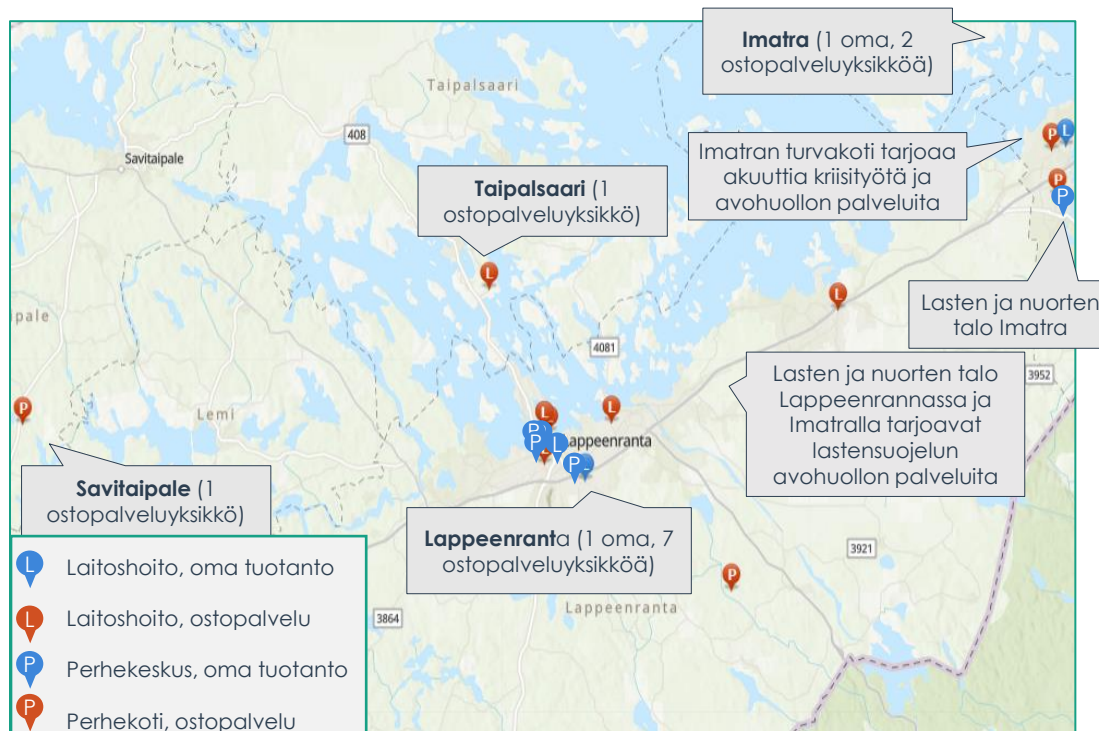 Imatra (1 oma, 2
ostopalveluyksikköä)
Taipalsaari
408
Savitaipale
Imatran turvakoti tarjoaa
akuuttia kriisityötä ja
avohuollon palveluita
P
L
Taipalsaari (1
ostopalveluyksikkö)
P
P
L
L
Lasten ja nuorten
talo Imatra
pale
4081
Lasten ja nuorten talo
Lappeenrannassa ja
Imatralla tarjoavat
lastensuojelun
avohuollon palveluita
3952
P
Lemi
L
L
P
P
L
appeenranta
P
Savitaipale (1
ostopalveluyksikkö)
Lappeenranta (1 oma, 7
ostopalveluyksikköä)
3921
P
Lappeenranta
3864
L Laitoshoito, oma tuotanto
L Laitoshoito, ostopalvelu
P Perhekeskus, oma tuotanto
P Perhekoti, ostopalvelu